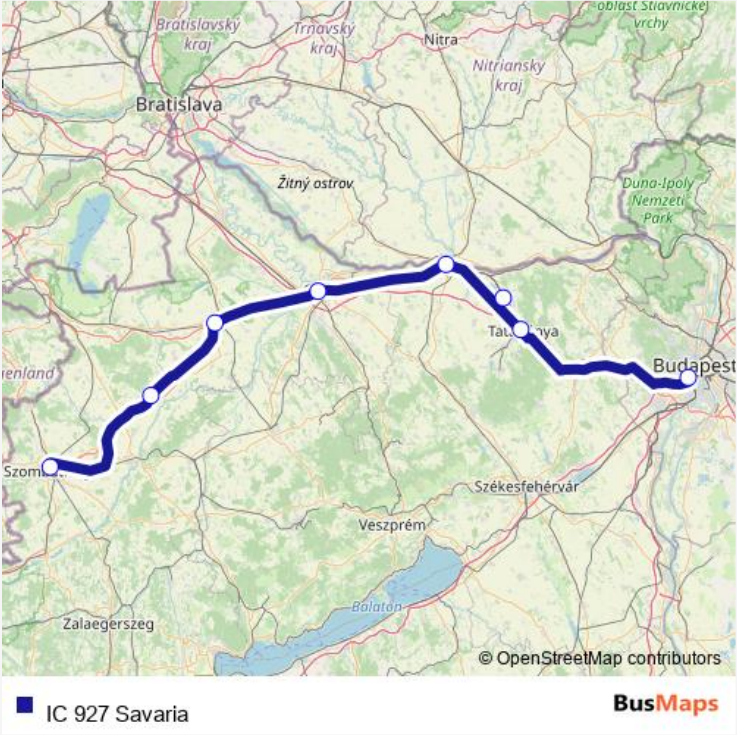 oblast Štiavnické
vrchy
Bratislavský
kraj
Trnavský
kraj
Nitra
Nitriansky
kraj
Bratislava
Žitný ostrov
Duna-Ipoly
Nemzeti
Park
Budapest
Székesfehérvár
Veszprém
Balaton
Zalaegerszeg
© OpenStreetMap contributors
IC 927 Savaria
BusMaps